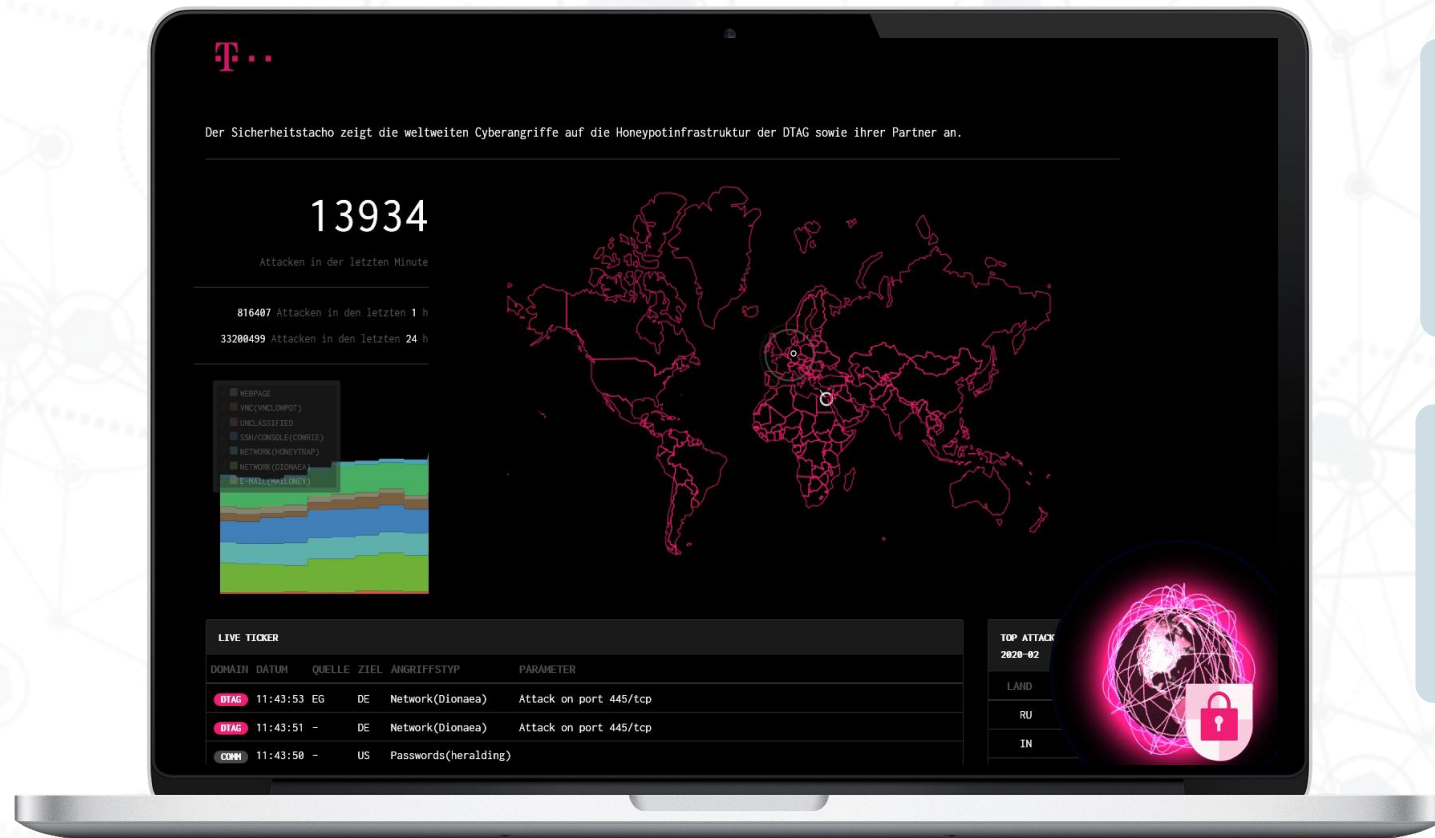 T
Der Sicherheitstacho zeigt die weltweiten Cyberangriffe auf die Honeypotinfrastruktur der DTAG sowie ihrer Partner an.
13934
Attacken in der letzten Minute
816407 Attacken in den letzten 1 h
33200499 Attacken in den letzten 24 h
WEBPAGE
VNC(VNCLOWPOT)
UNCLASSIFIED
SSH/CONSOLE(COWRIE)
NETWORK(HONEYTRAP)
NETWORK(DIONAEA)
E-MAIL(MAILONEY)
LIVE TICKER
DOMAIN DATUM QUELLE ZIEL ANGRIFFSTYP PARAMETER
DTAG 11:43:53 EG DE Network(Dionaea) Attack on port 445/tcp
DTAG 11:43:51 - DE Network(Dionaea) Attack on port 445/tcp
COMM 11:43:50 - US Passwords(heralding)
TOP ATTACK
2020-02
LAND
RU
IN